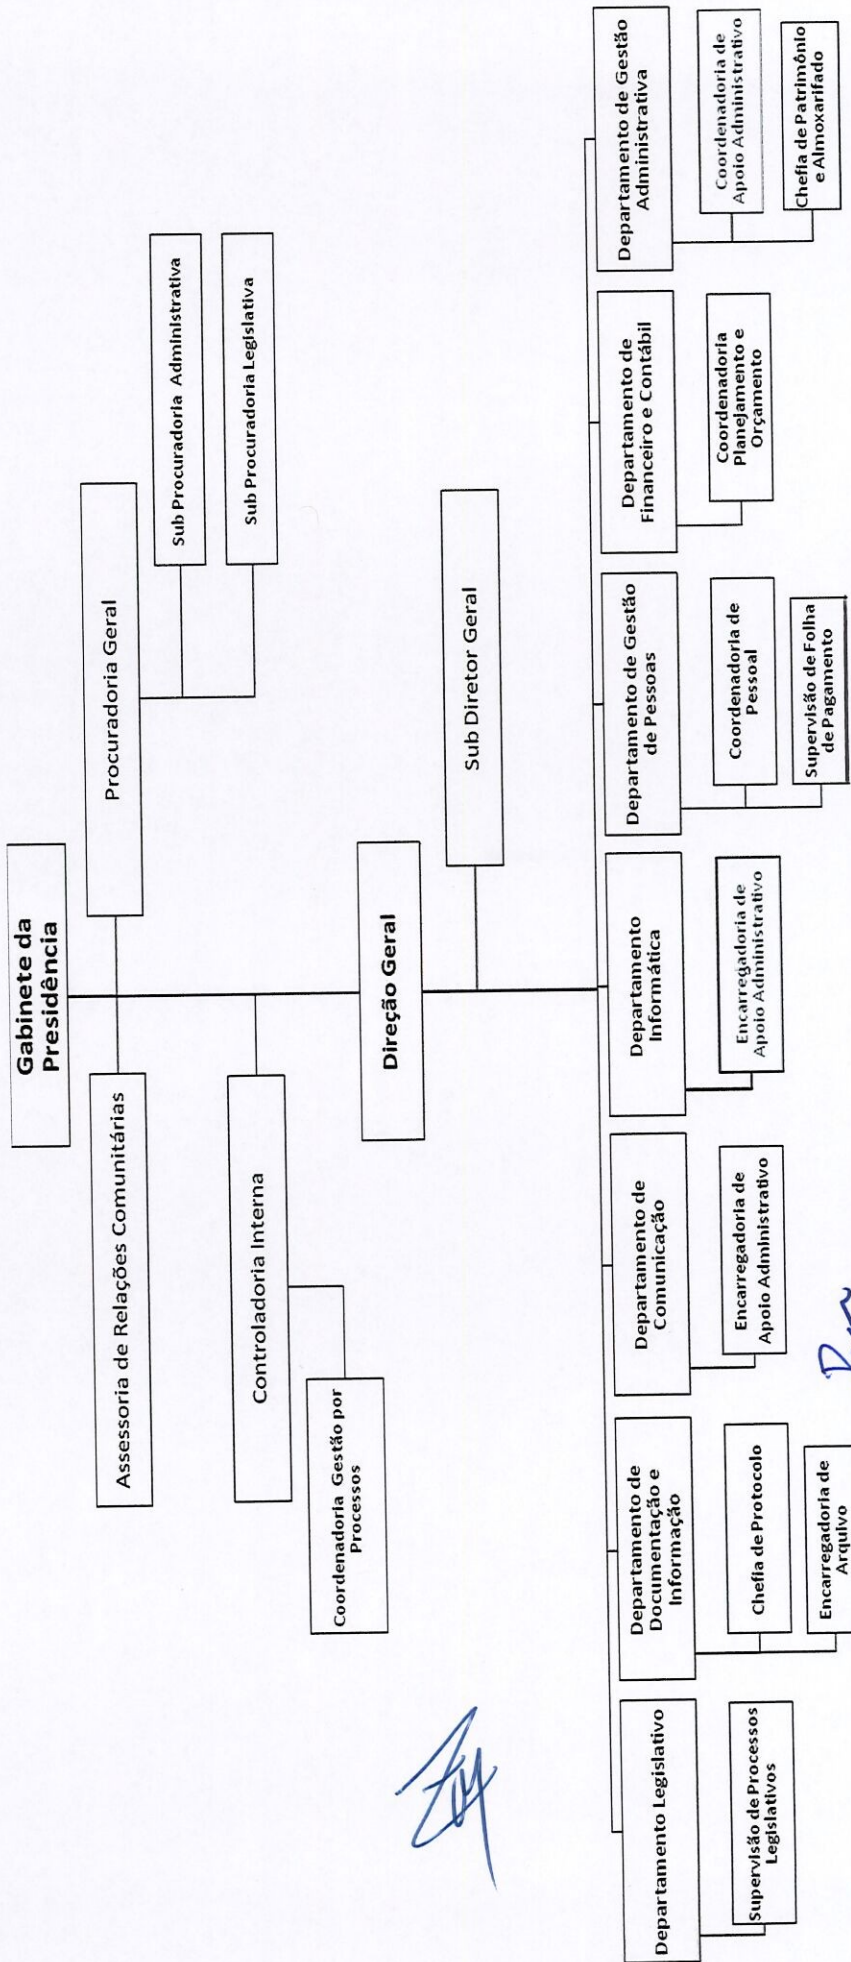 Gabinete da
Presidência
Assessoria de Relações Comunitárias
Procuradoria Geral
Sub Procuradoria Administrativa
Sub Procuradoria Legislativa
Controladoria Interna
Coordenadoria Gestão por
Processos
Direção Geral
Sub Diretor Geral
Departamento Legislativo
Supervisão de Processos
Legislativos
Departamento de
Documentação e
Informação
Chefia de Protocolo
Encarregadoria de
Arquivo
Departamento de
Comunicação
Encarregadoria de
Apoio Administrativo
Departamento
Informática
Encarregadoria de
Apoio Administrativo
Departamento de Gestão
de Pessoas
Coordenadoria de
Pessoal
Supervisão de Folha
de Pagamento
Departamento de
Financeiro e Contábil
Coordenadoria
Planejamento e
Orçamento
Departamento de Gestão
Administrativa
Coordenadoria de
Apoio Administrativo
Chefia de Patrimônio
e Almoxarifado